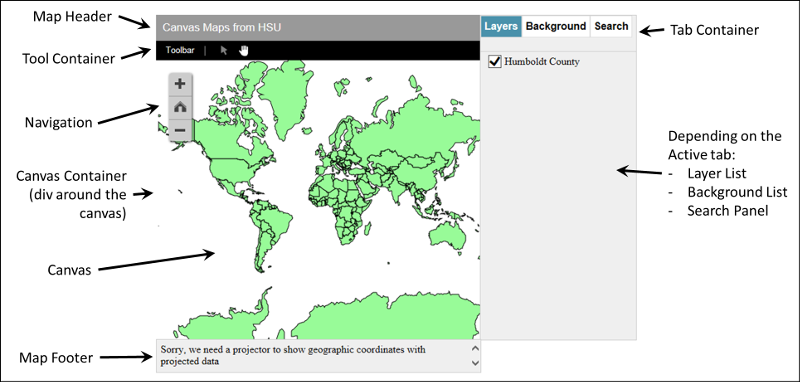 Map Header
Canvas Maps from HSU
Layers Background Search
Tab Container
Tool Container
Toolbar |
Humboldt County
Navigation
+
−
Depending on the
Active tab:
- Layer List
- Background List
- Search Panel
Canvas Container
(div around the
canvas)
Canvas
Map Footer
Sorry, we need a projector to show geographic coordinates with
projected data